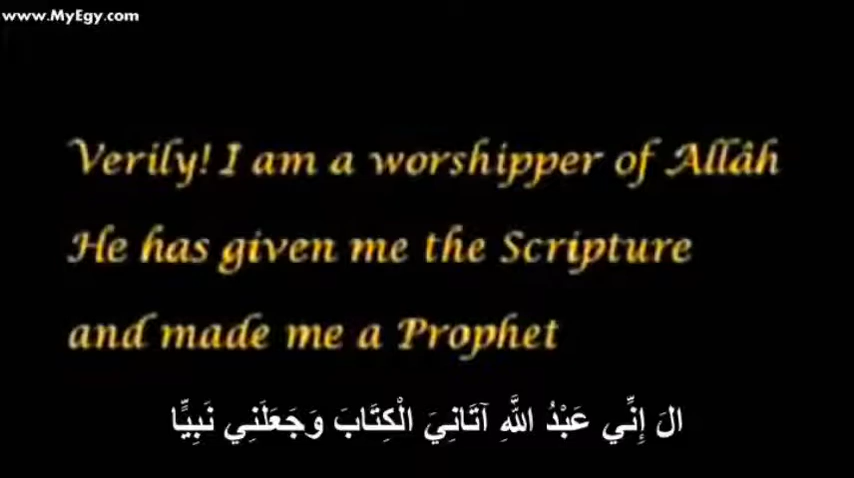 www.MyEgy.com
Verily! I am a worshipper of Allâh
He has given me the Scripture
and made me a Prophet
الَ إِنِّي عَبْدُ اللَّهِ آتَانِيَ الْكِتَابَ وَجَعَلَنِي نَبِيًّا